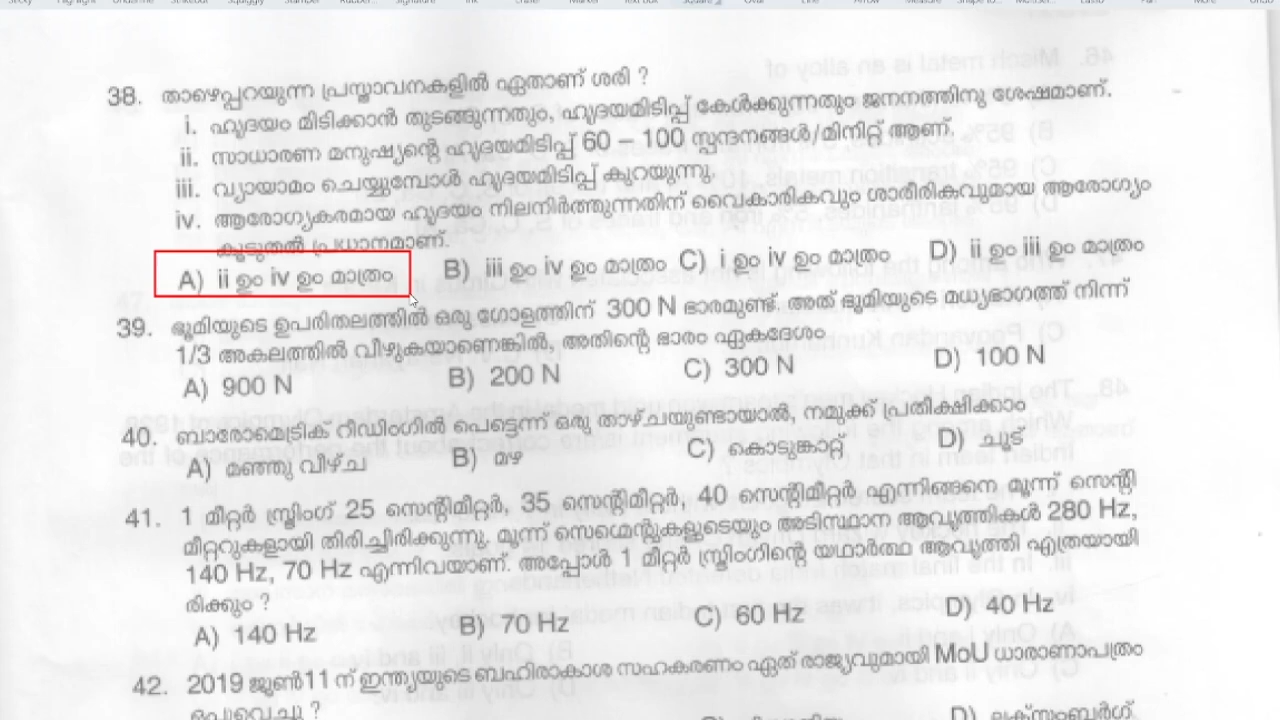 38. താഴെപ്പറയുന്ന പ്രസ്താവനകളിൽ ഏതാണ് ശരി ?
i. ഹൃദയം മിടിക്കാൻ തുടങ്ങുന്നതും, ഹൃദയമിടിപ്പ് കേൾക്കുന്നതും ജനനത്തിനു ശേഷമാണ്.
ii. സാധാരണ മനുഷ്യന്റെ ഹൃദയമിടിപ്പ് 60 – 100 സ്പന്ദനങ്ങൾ/മിനിറ്റ് ആണ്.
iii. വ്യായാമം ചെയ്യുമ്പോൾ ഹൃദയമിടിപ്പ് കുറയുന്നു.
iv. ആരോഗ്യകരമായ ഹൃദയം നിലനിർത്തുന്നതിന് വൈകാരികവും ശാരീരികവുമായ ആരോഗ്യം
കൂടുതൽ പ്രധാനമാണ്.
A) ii ഉം iv ഉം മാത്രം B) iii ഉം iv ഉം മാത്രം C) i ഉം iv ഉം മാത്രം D) ii ഉം iii ഉം മാത്രം
39. ഭൂമിയുടെ ഉപരിതലത്തിൽ ഒരു ഗോളത്തിന് 300 N ഭാരമുണ്ട്. അത് ഭൂമിയുടെ മധ്യഭാഗത്ത് നിന്ന്
1/3 അകലത്തിൽ വീഴുകയാണെങ്കിൽ, അതിന്റെ ഭാരം ഏകദേശം
A) 900 N B) 200 N C) 300 N D) 100 N
40. ബാരോമെട്രിക് റീഡിംഗിൽ പെട്ടെന്ന് ഒരു താഴ്ചയുണ്ടായാൽ, നമുക്ക് പ്രതീക്ഷിക്കാം
A) മഞ്ഞു വീഴ്ച B) മഴ C) കൊടുങ്കാറ്റ് D) ചൂട്
41. 1 മീറ്റർ സ്ട്രിംഗ് 25 സെന്റിമീറ്റർ, 35 സെന്റിമീറ്റർ, 40 സെന്റിമീറ്റർ എന്നിങ്ങനെ മൂന്ന് സെന്റി
മീറ്ററുകളായി തിരിച്ചിരിക്കുന്നു. മൂന്ന് സെഗ്മെന്റുകളുടെയും അടിസ്ഥാന ആവൃത്തികൾ 280 Hz,
140 Hz, 70 Hz എന്നിവയാണ്. അപ്പോൾ 1 മീറ്റർ സ്ട്രിംഗിന്റെ യഥാർത്ഥ ആവൃത്തി എത്രയായി
രിക്കും ?
A) 140 Hz B) 70 Hz C) 60 Hz D) 40 Hz
42. 2019 ജൂൺ11 ന് ഇന്ത്യയുടെ ബഹിരാകാശ സഹകരണം ഏത് രാജ്യവുമായി MoU ധാരണാപത്രം
ഒപ്പുവെച്ചു ?
D) ലക്സംബർഗ്